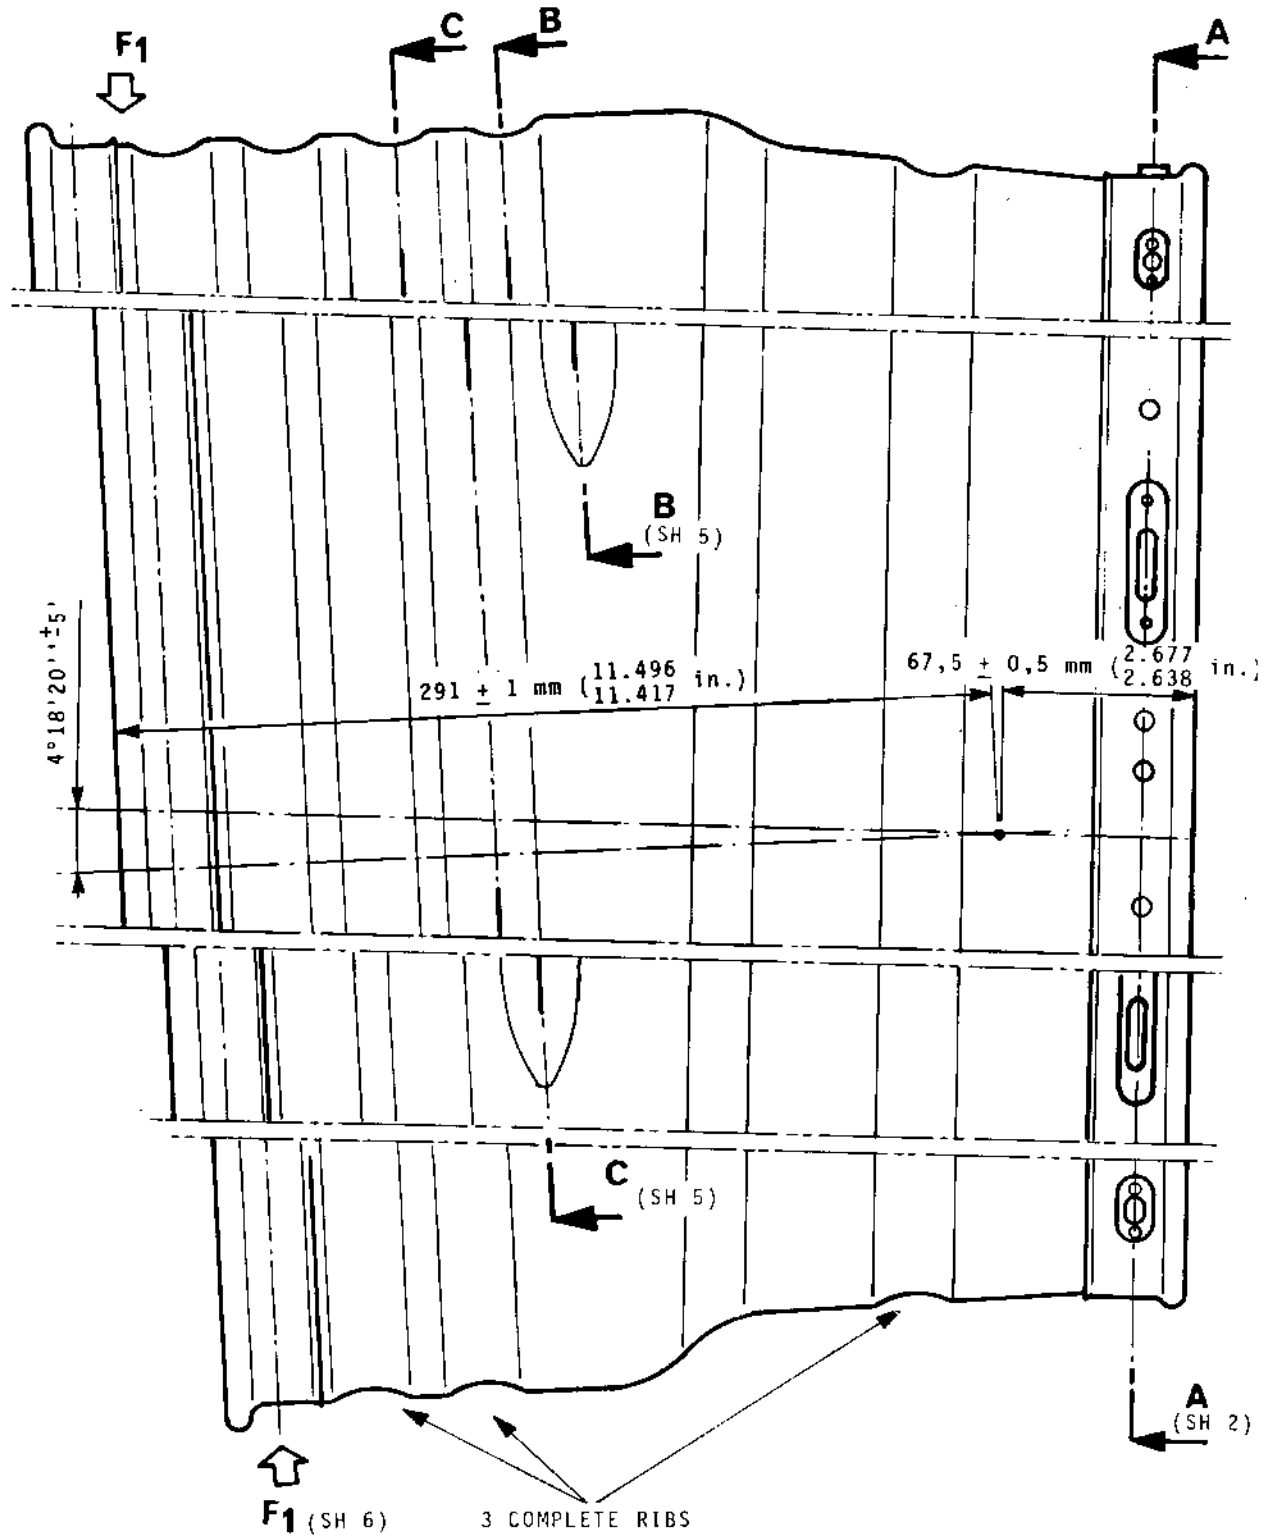 C
B
A
F1
B
(SH 5)
4°18'20''±5'
291 ± 1 mm (11.496
11.417 in.)
67,5 ± 0,5 mm (2.677
2.638 in.)
C
(SH 5)
A
(SH 2)
F1 (SH 6)
3 COMPLETE RIBS